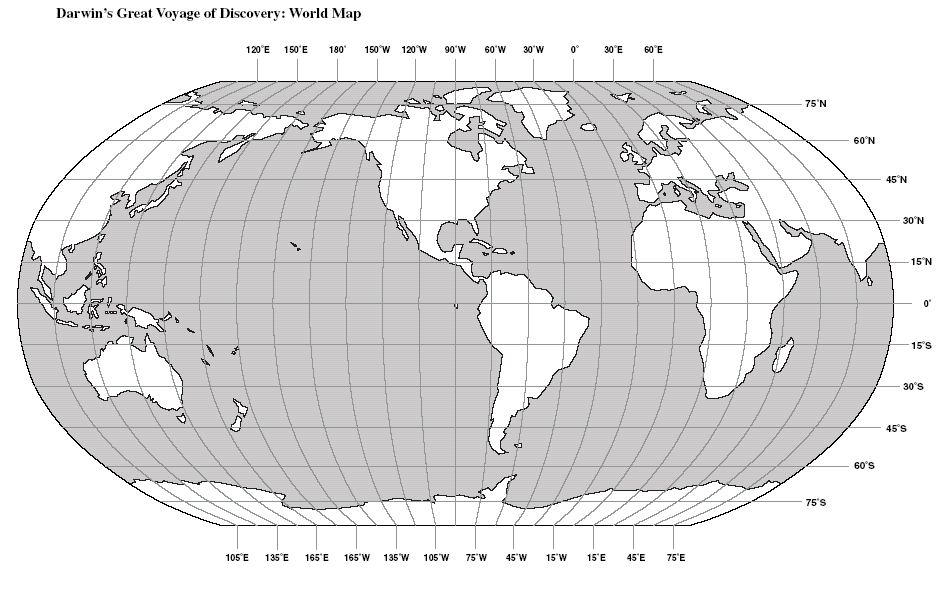 Darwin's Great Voyage of Discovery: World Map
120°E 150°E 180° 150°W 120°W 90°W 60°W 30°W 0° 30°E 60°E
75°N
60°N
45°N
30°N
15°N
0°
15°S
30°S
45°S
60°S
75°S
105°E 135°E 165°E 165°W 135°W 105°W 75°W 45°W 15°W 15°E 45°E 75°E